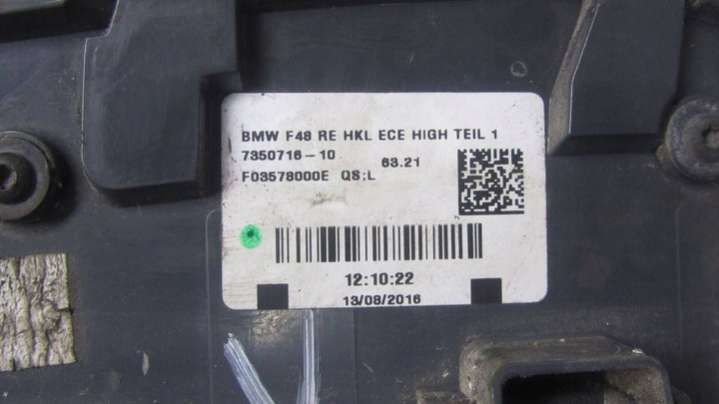 BMW F48 RE HKL ECE HIGH TEIL 1
7350716-10 63.21
F03578000E QS:L
12:10:22
13/08/2016